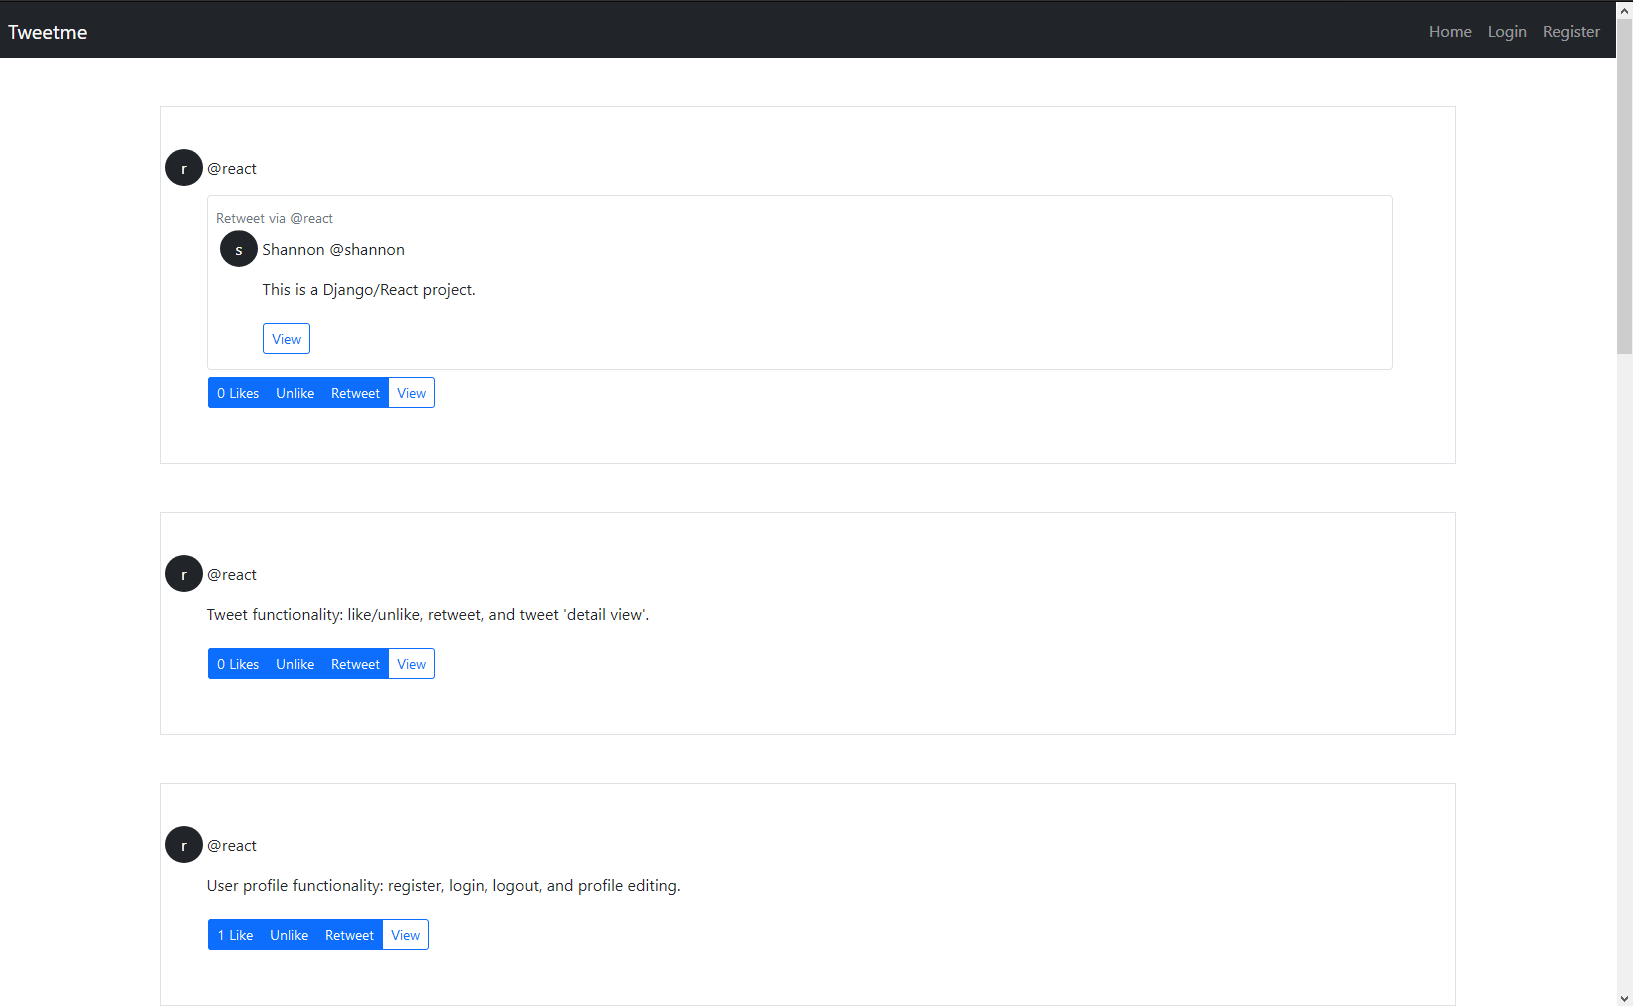 Tweetme Home Login Register
r @react
Retweet via @react
s Shannon @shannon
This is a Django/React project.
View
0 Likes Unlike Retweet View
r @react
Tweet functionality: like/unlike, retweet, and tweet 'detail view'.
0 Likes Unlike Retweet View
r @react
User profile functionality: register, login, logout, and profile editing.
1 Like Unlike Retweet View